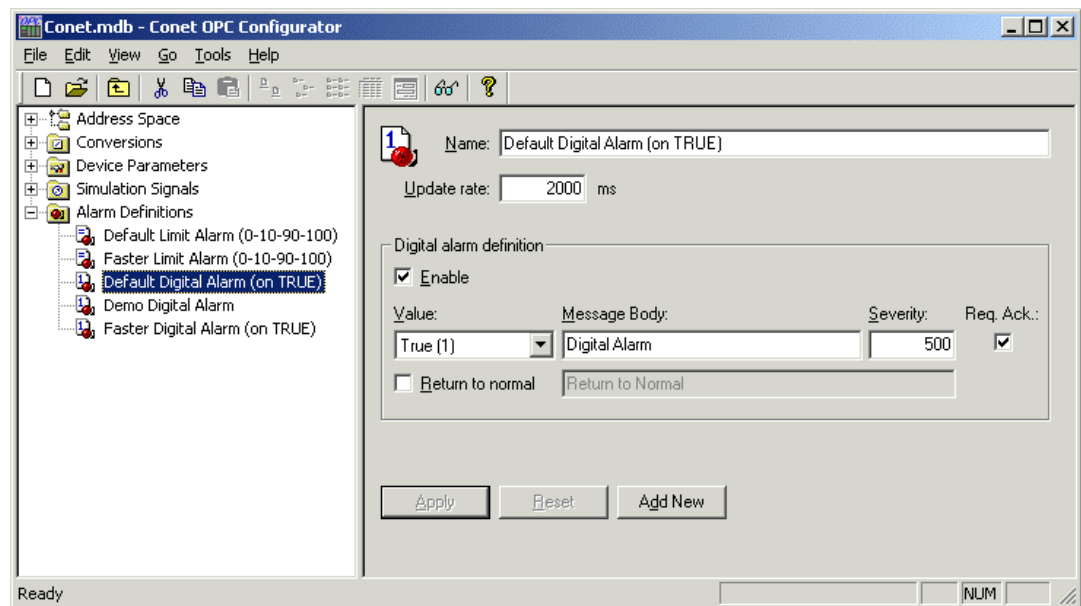 Conet.mdb - Conet OPC Configurator
File Edit View Go Tools Help
Address Space
Conversions
Device Parameters
Simulation Signals
Alarm Definitions
Default Limit Alarm (0-10-90-100)
Faster Limit Alarm (0-10-90-100)
Default Digital Alarm (on TRUE)
Demo Digital Alarm
Faster Digital Alarm (on TRUE)
Name: Default Digital Alarm (on TRUE)
Update rate: 2000 ms
Digital alarm definition
Enable
Value: Message Body: Severity: Req. Ack.:
True (1) Digital Alarm 500
Return to normal Return to Normal
Apply Reset Add New
Ready NUM